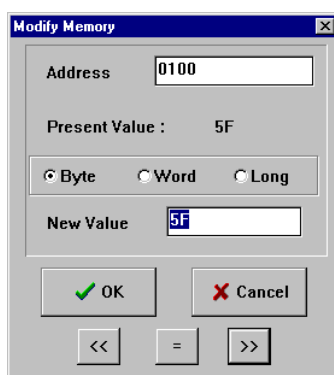 Modify Memory
Address 0100
Present Value : 5F
Byte Word Long
New Value 5F
OK Cancel
<< = >>